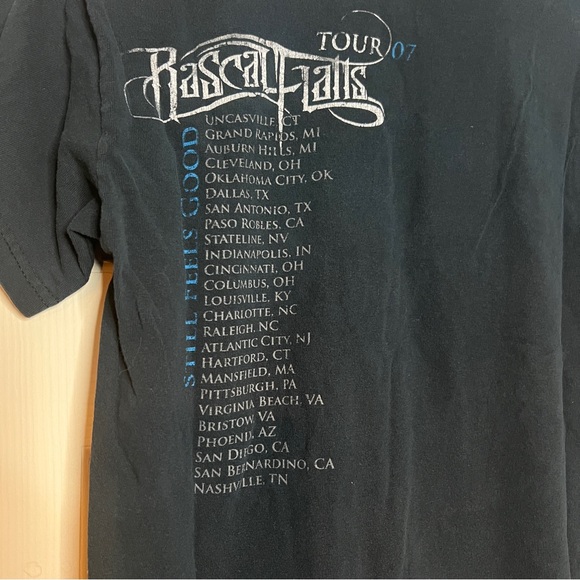 TOUR 07
Rascal Flatts
STILL FEELS GOOD
UNCASVILLE, CT
GRAND RAPIDS, MI
AUBURN HILLS, MI
CLEVELAND, OH
OKLAHOMA CITY, OK
DALLAS, TX
SAN ANTONIO, TX
PASO ROBLES, CA
STATELINE, NV
INDIANAPOLIS, IN
CINCINNATI, OH
COLUMBUS, OH
LOUISVILLE, KY
CHARLOTTE, NC
RALEIGH, NC
ATLANTIC CITY, NJ
HARTFORD, CT
MANSFIELD, MA
PITTSBURGH, PA
VIRGINIA BEACH, VA
BRISTOW, VA
PHOENIX, AZ
SAN DIEGO, CA
SAN BERNARDINO, CA
NASHVILLE, TN